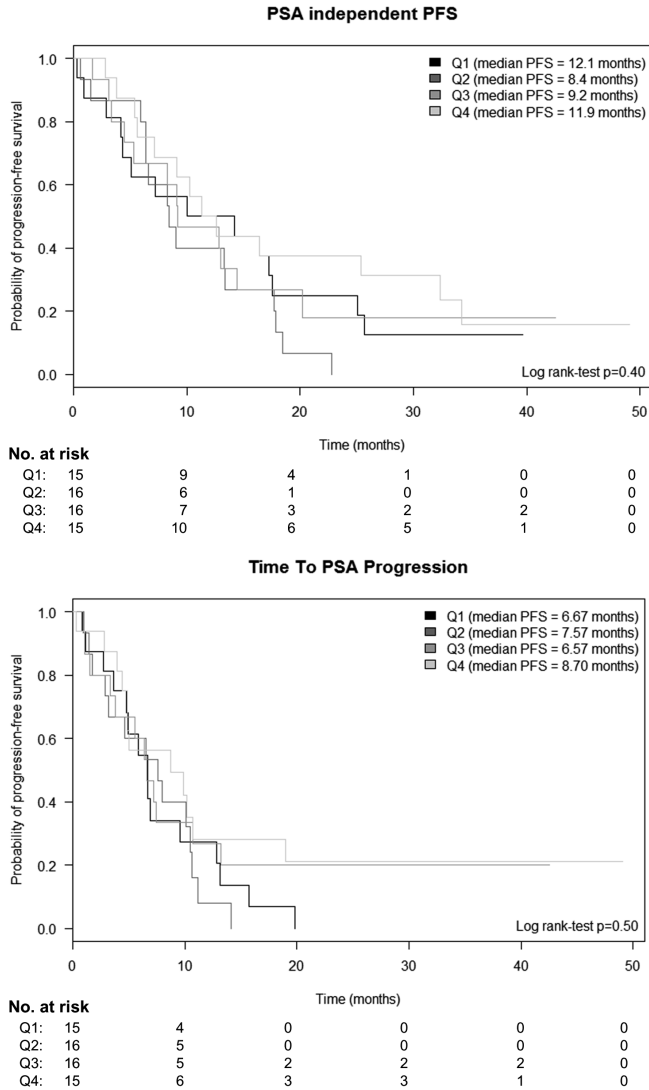 PSA independent PFS
Probability of progression-free survival
1.0
0.8
0.6
0.4
0.2
0.0
Q1 (median PFS = 12.1 months)
Q2 (median PFS = 8.4 months)
Q3 (median PFS = 9.2 months)
Q4 (median PFS = 11.9 months)
Log rank-test p=0.40
0 10 20 30 40 50
Time (months)
No. at risk
Q1: 15 9 4 1 0 0
Q2: 16 6 1 0 0 0
Q3: 16 7 3 2 2 0
Q4: 15 10 6 5 1 0
Time To PSA Progression
Probability of progression-free survival
1.0
0.8
0.6
0.4
0.2
0.0
Q1 (median PFS = 6.67 months)
Q2 (median PFS = 7.57 months)
Q3 (median PFS = 6.57 months)
Q4 (median PFS = 8.70 months)
Log rank-test p=0.50
0 10 20 30 40 50
Time (months)
No. at risk
Q1: 15 4 0 0 0 0
Q2: 16 5 0 0 0 0
Q3: 16 5 2 2 2 0
Q4: 15 6 3 3 1 0